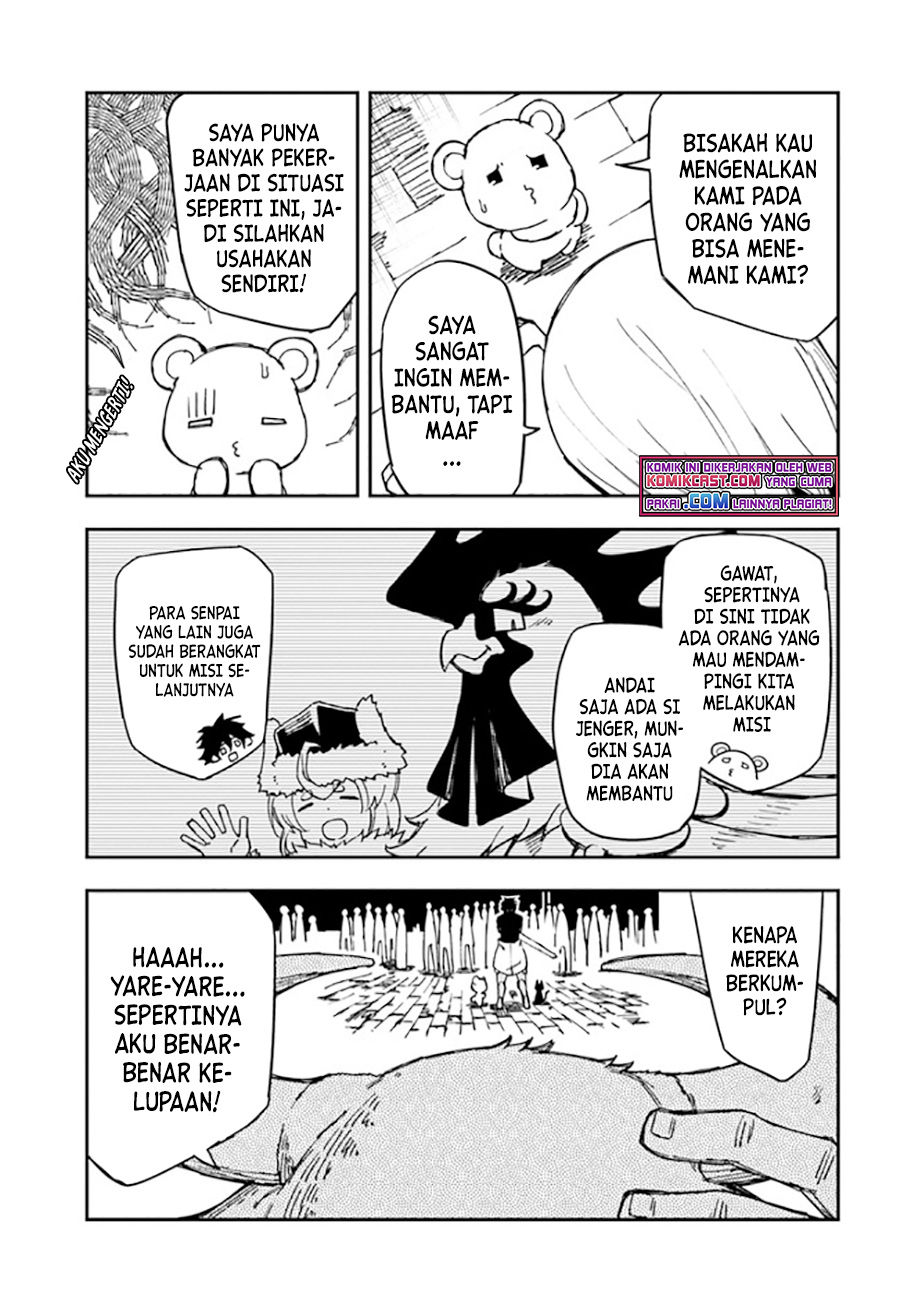 BISAKAH KAU
MENGENALKAN
KAMI PADA
ORANG YANG
BISA MENE-
MANI KAMI?
SAYA
SANGAT
INGIN MEM-
BANTU, TAPI
MAAF
...
SAYA PUNYA
BANYAK PEKER-
JAAN DI SITUASI
SEPERTI INI, JA-
DI SILAHKAN
USAHAKAN
SENDIRI!
AKU MENGERTI!
KOMIK INI DIKERJAKAN OLEH WEB
KOMIKCAST.COM YANG CUMA
PAKAI .COM LAINNYA PLAGIAT!
GAWAT,
SEPERTINYA
DI SINI TIDAK
ADA ORANG YANG
MAU MENDAM-
PINGI KITA
MELAKUKAN
MISI
ANDAI
SAJA ADA SI
JENGER, MUNG-
KIN SAJA
DIA AKAN
MEMBANTU
PARA SENPAI
YANG LAIN JUGA
SUDAH BERANGKAT
UNTUK MISI SE-
LANJUTNYA
KENAPA
MEREKA
BERKUM-
PUL?
HAAAH...
YARE-YARE...
SEPERTINYA
AKU BENAR-
BENAR KE-
LUPAAN!